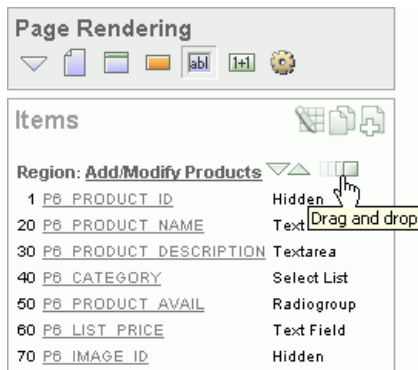 Page Rendering
abl 1+1
Items
Region: Add/Modify Products
1 P6_PRODUCT_ID Hidden
Drag and drop
20 P6_PRODUCT_NAME Text
30 P6_PRODUCT_DESCRIPTION Textarea
40 P6_CATEGORY Select List
50 P6_PRODUCT_AVAIL Radiogroup
60 P6_LIST_PRICE Text Field
70 P6_IMAGE_ID Hidden